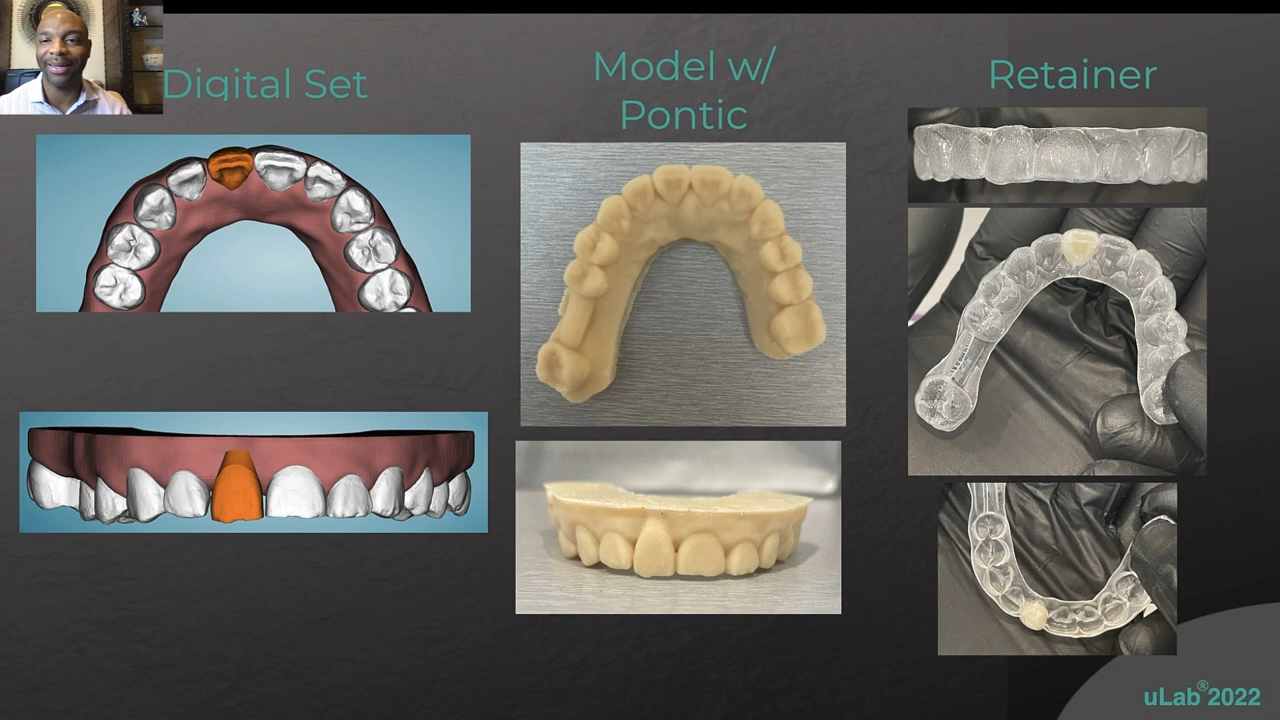 Digital Set
Model w/
Pontic
Retainer
uLab® 2022